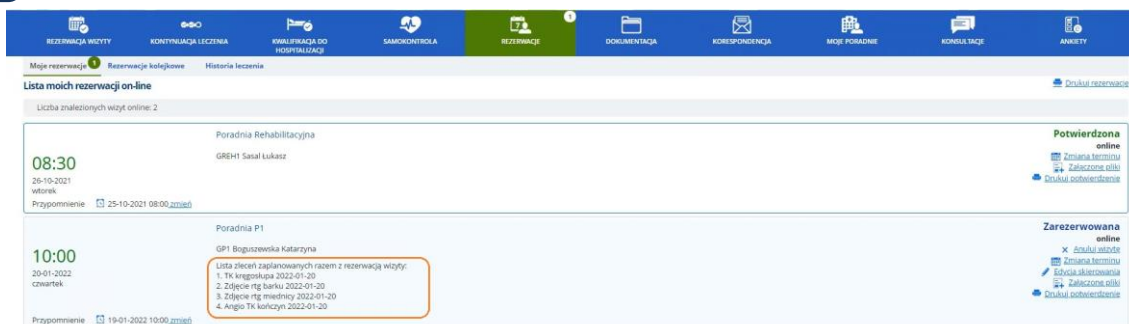 REZERWACJA WIZYTY
KONTYNUACJA LECZENIA
KWALIFIKACJA DO HOSPITALIZACJI
SAMOKONTROLA
REZERWACJE
1
DOKUMENTACJA
KORESPONDENCJA
MOJE PORADNIE
KONSULTACJE
ANKIETY
Moje rezerwacje 1 Rezerwacje kolejkowe Historia leczenia
Lista moich rezerwacji on-line
Drukuj rezerwacje
Liczba znalezionych wizyt online: 2
Poradnia Rehabilitacyjna
GREH1 Sasal Łukasz
08:30
26-10-2021
wtorek
Przypomnienie 25-10-2021 08:00 zmień
Potwierdzona
online
Zmiana terminu
Załączone pliki
Drukuj potwierdzenie
Poradnia P1
GP1 Boguszewska Katarzyna
10:00
20-01-2022
czwartek
Lista zleceń zaplanowanych razem z rezerwacją wizyty:
1. TK kręgosłupa 2022-01-20
2. Zdjęcie rtg barku 2022-01-20
3. Zdjęcie rtg miednicy 2022-01-20
4. Angio TK kończyn 2022-01-20
Przypomnienie 19-01-2022 10:00 zmień
Zarezerwowana
online
Anuluj wizytę
Zmiana terminu
Edycja skierowania
Załączone pliki
Drukuj potwierdzenie